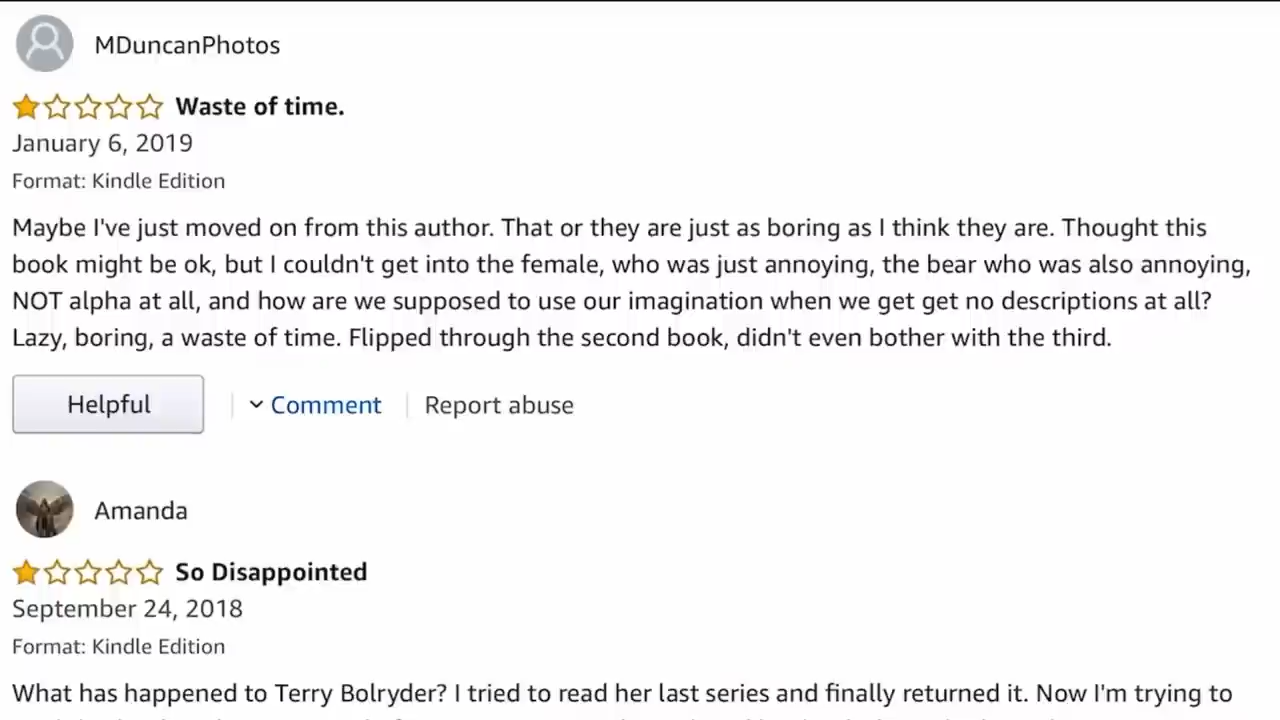 MDuncanPhotos
Waste of time.
January 6, 2019
Format: Kindle Edition
Maybe I've just moved on from this author. That or they are just as boring as I think they are. Thought this
book might be ok, but I couldn't get into the female, who was just annoying, the bear who was also annoying,
NOT alpha at all, and how are we supposed to use our imagination when we get get no descriptions at all?
Lazy, boring, a waste of time. Flipped through the second book, didn't even bother with the third.
Helpful Comment Report abuse
Amanda
So Disappointed
September 24, 2018
Format: Kindle Edition
What has happened to Terry Bolryder? I tried to read her last series and finally returned it. Now I'm trying to